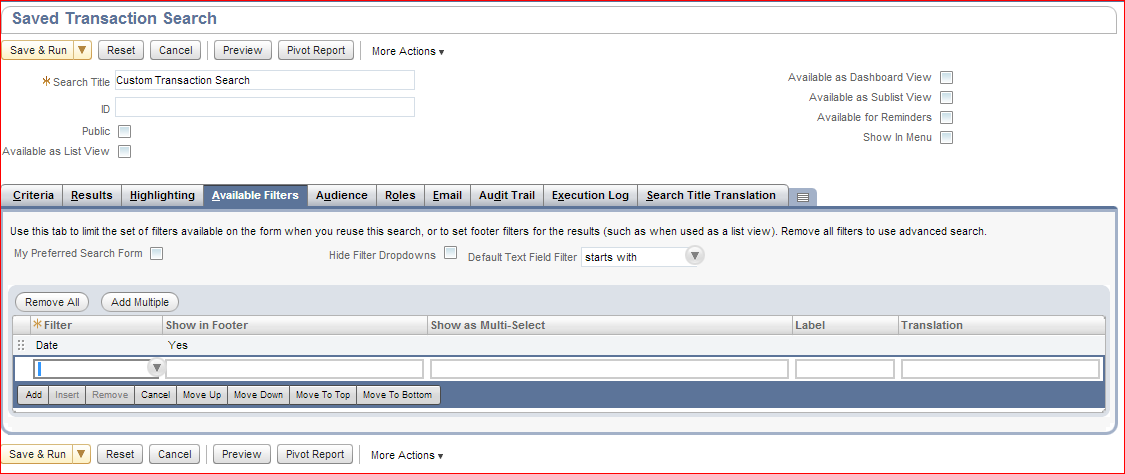 Saved Transaction Search
Save & Run Reset Cancel Preview Pivot Report More Actions
Search Title Custom Transaction Search
ID
Public
Available as List View
Available as Dashboard View
Available as Sublist View
Available for Reminders
Show In Menu
Criteria Results Highlighting Available Filters Audience Roles Email Audit Trail Execution Log Search Title Translation
Use this tab to limit the set of filters available on the form when you reuse this search, or to set footer filters for the results (such as when used as a list view). Remove all filters to use advanced search.
My Preferred Search Form Hide Filter Dropdowns Default Text Field Filter starts with
Remove All Add Multiple
Filter Show in Footer Show as Multi-Select Label Translation
Date Yes
Add Insert Remove Cancel Move Up Move Down Move To Top Move To Bottom
Save & Run Reset Cancel Preview Pivot Report More Actions